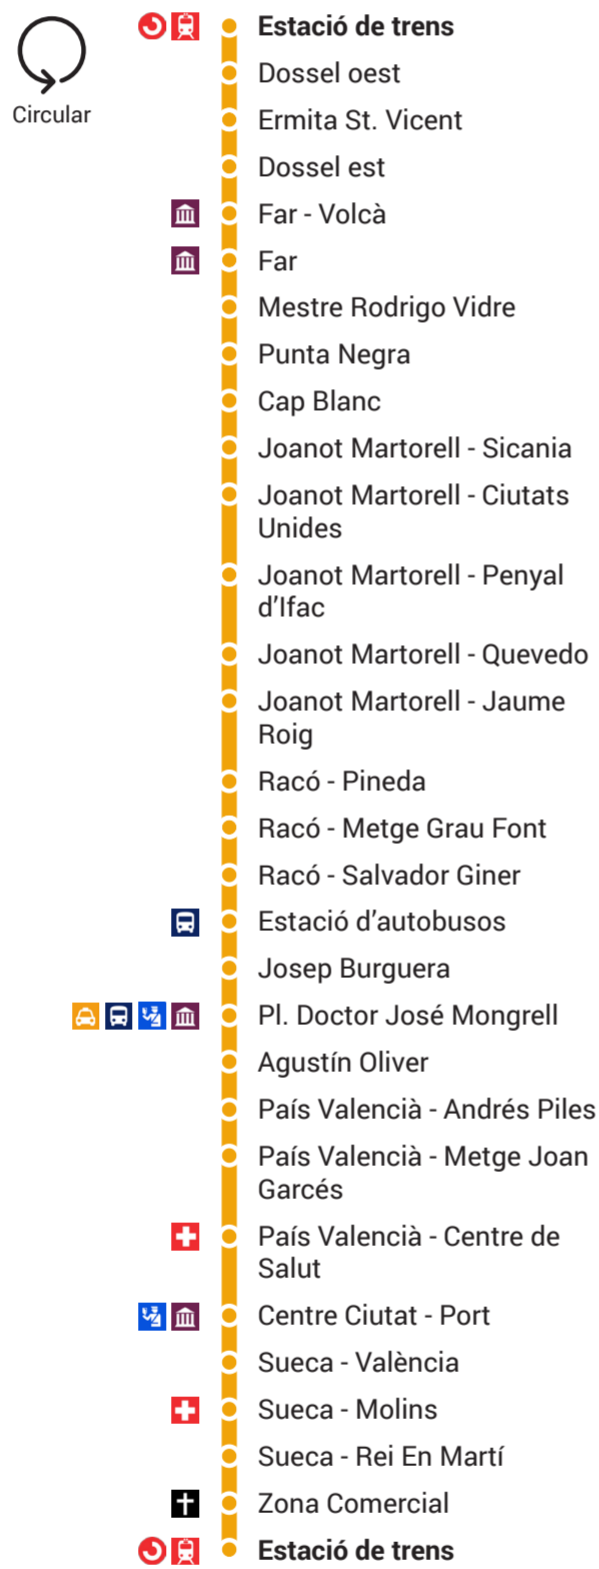 Estació de trens
Circular
Dossel oest
Ermita St. Vicent
Dossel est
Far - Volcà
Far
Mestre Rodrigo Vidre
Punta Negra
Cap Blanc
Joanot Martorell - Sicania
Joanot Martorell - Ciutats
Unides
Joanot Martorell - Penyal
d’Ifac
Joanot Martorell - Quevedo
Joanot Martorell - Jaume
Roig
Racó - Pineda
Racó - Metge Grau Font
Racó - Salvador Giner
Estació d’autobusos
Josep Burguera
Pl. Doctor José Mongrell
Agustín Oliver
País Valencià - Andrés Piles
País Valencià - Metge Joan
Garcés
País Valencià - Centre de
Salut
Centre Ciutat - Port
Sueca - València
Sueca - Molins
Sueca - Rei En Martí
Zona Comercial
Estació de trens